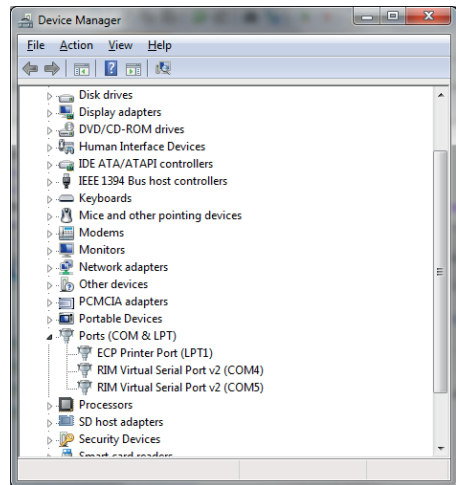 Device Manager
File Action View Help
Disk drives
Display adapters
DVD/CD-ROM drives
Human Interface Devices
IDE ATA/ATAPI controllers
IEEE 1394 Bus host controllers
Keyboards
Mice and other pointing devices
Modems
Monitors
Network adapters
Other devices
PCMCIA adapters
Portable Devices
Ports (COM & LPT)
ECP Printer Port (LPT1)
RIM Virtual Serial Port v2 (COM4)
RIM Virtual Serial Port v2 (COM5)
Processors
SD host adapters
Security Devices
Smart card readers